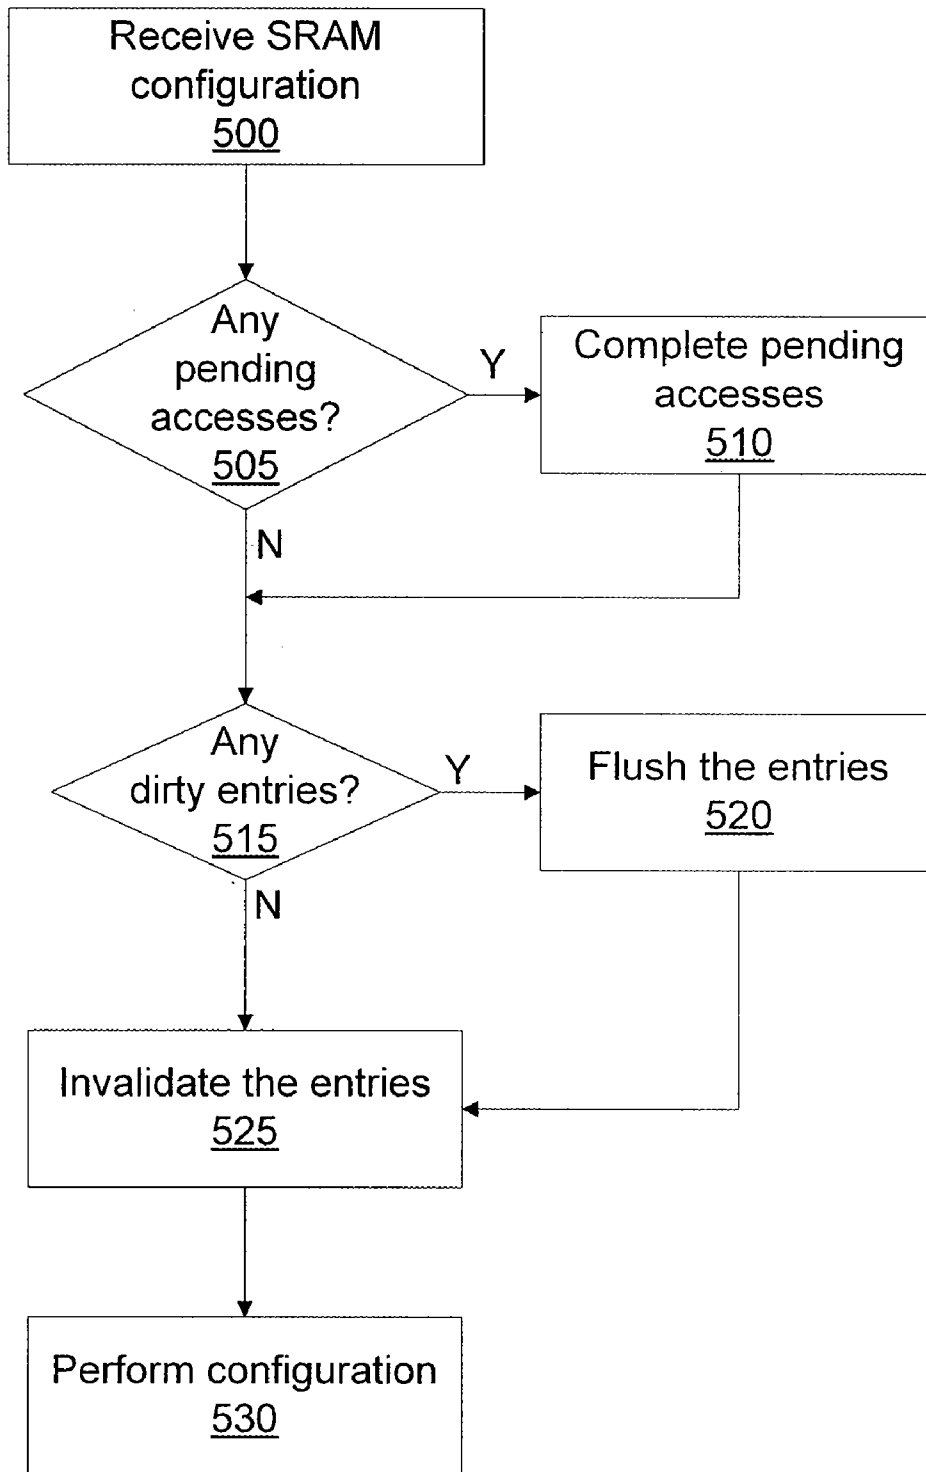 Receive SRAM
configuration
500
Any
pending
accesses?
505
Y
Complete pending
accesses
510
N
Any
dirty entries?
515
Y
Flush the entries
520
N
Invalidate the entries
525
Perform configuration
530